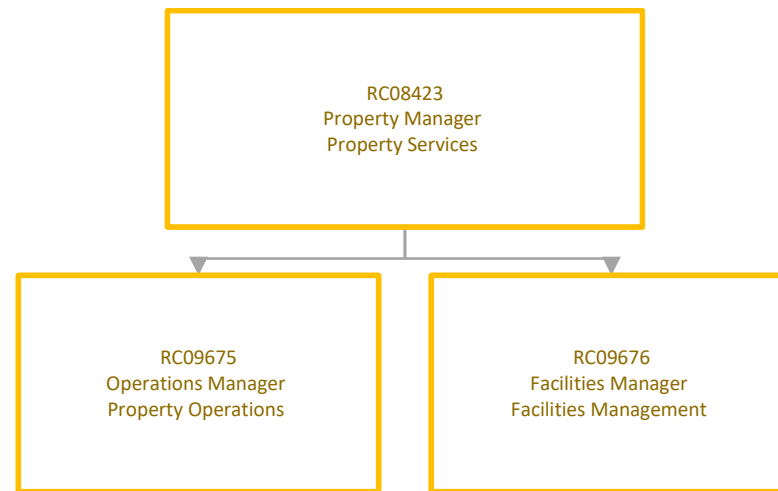 RC08423
Property Manager
Property Services
RC09675
Operations Manager
Property Operations
RC09676
Facilities Manager
Facilities Management